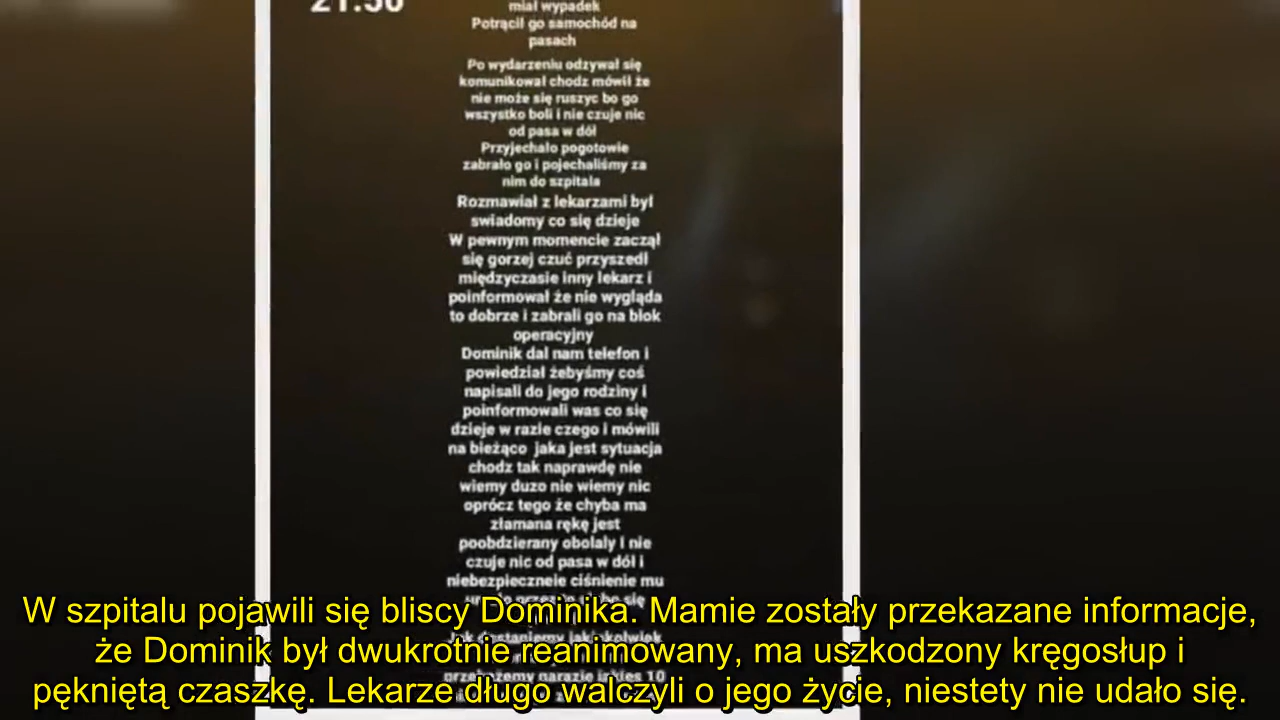 21:50
miał wypadek
Potrącił go samochód na
pasach
Po wydarzeniu odzywał się
komunikował chodz mówił że
nie może się ruszyc bo go
wszystko boli i nie czuje nic
od pasa w dół
Przyjechało pogotowie
zabrało go i pojechaliśmy za
nim do szpitala
Rozmawiał z lekarzami był
swiadomy co się dzieje
W pewnym momencie zaczął
się gorzej czuć przyszedł
międzyczasie inny lekarz i
poinformował że nie wygląda
to dobrze i zabrali go na blok
operacyjny
Dominik dał nam telefon i
powiedział żebyśmy coś
napisali do jego rodziny i
poinformowali was co się
dzieje w razie czego i mówili
na bieżąco jaka jest sytuacja
chodz tak naprawdę nie
wiemy duzo nie wiemy nic
oprócz tego że chyba ma
złamana rękę jest
poobdzierany obolały i nie
czuje nic od pasa w dół i
niebezpieczneie ciśnienie mu
się
10
W szpitalu pojawili się bliscy Dominika. Mamie zostały przekazane informacje,
że Dominik był dwukrotnie reanimowany, ma uszkodzony kręgosłup i
pękniętą czaszkę. Lekarze długo walczyli o jego życie, niestety nie udało się.